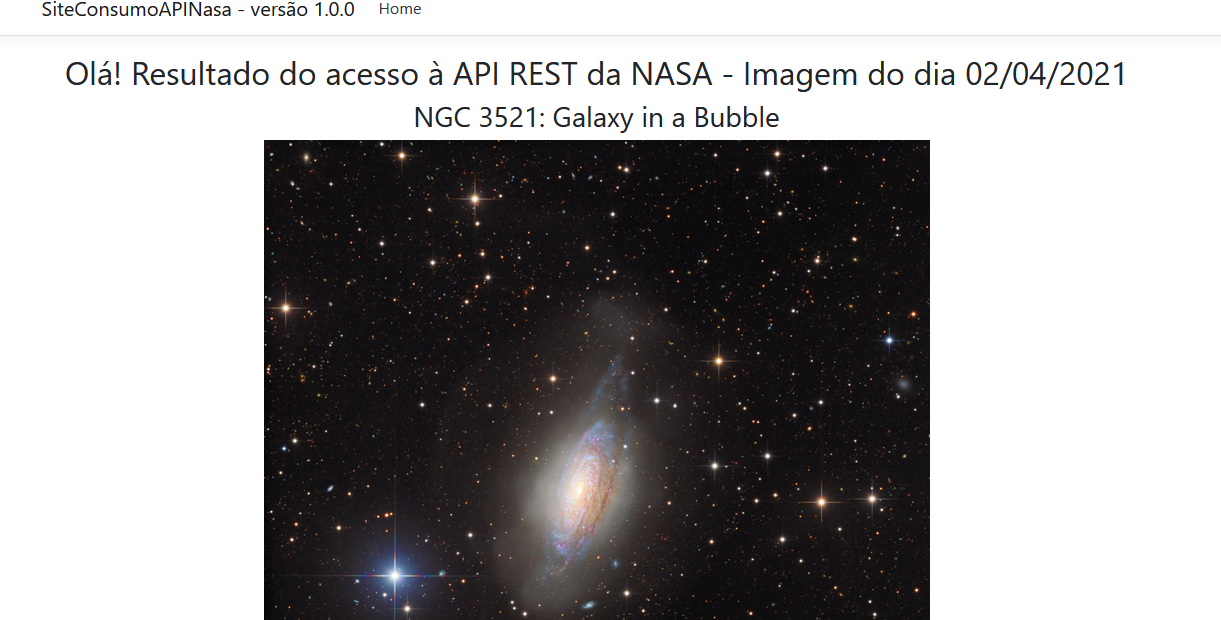 SiteConsumoAPINasa - versão 1.0.0 Home
Olá! Resultado do acesso à API REST da NASA - Imagem do dia 02/04/2021
NGC 3521: Galaxy in a Bubble